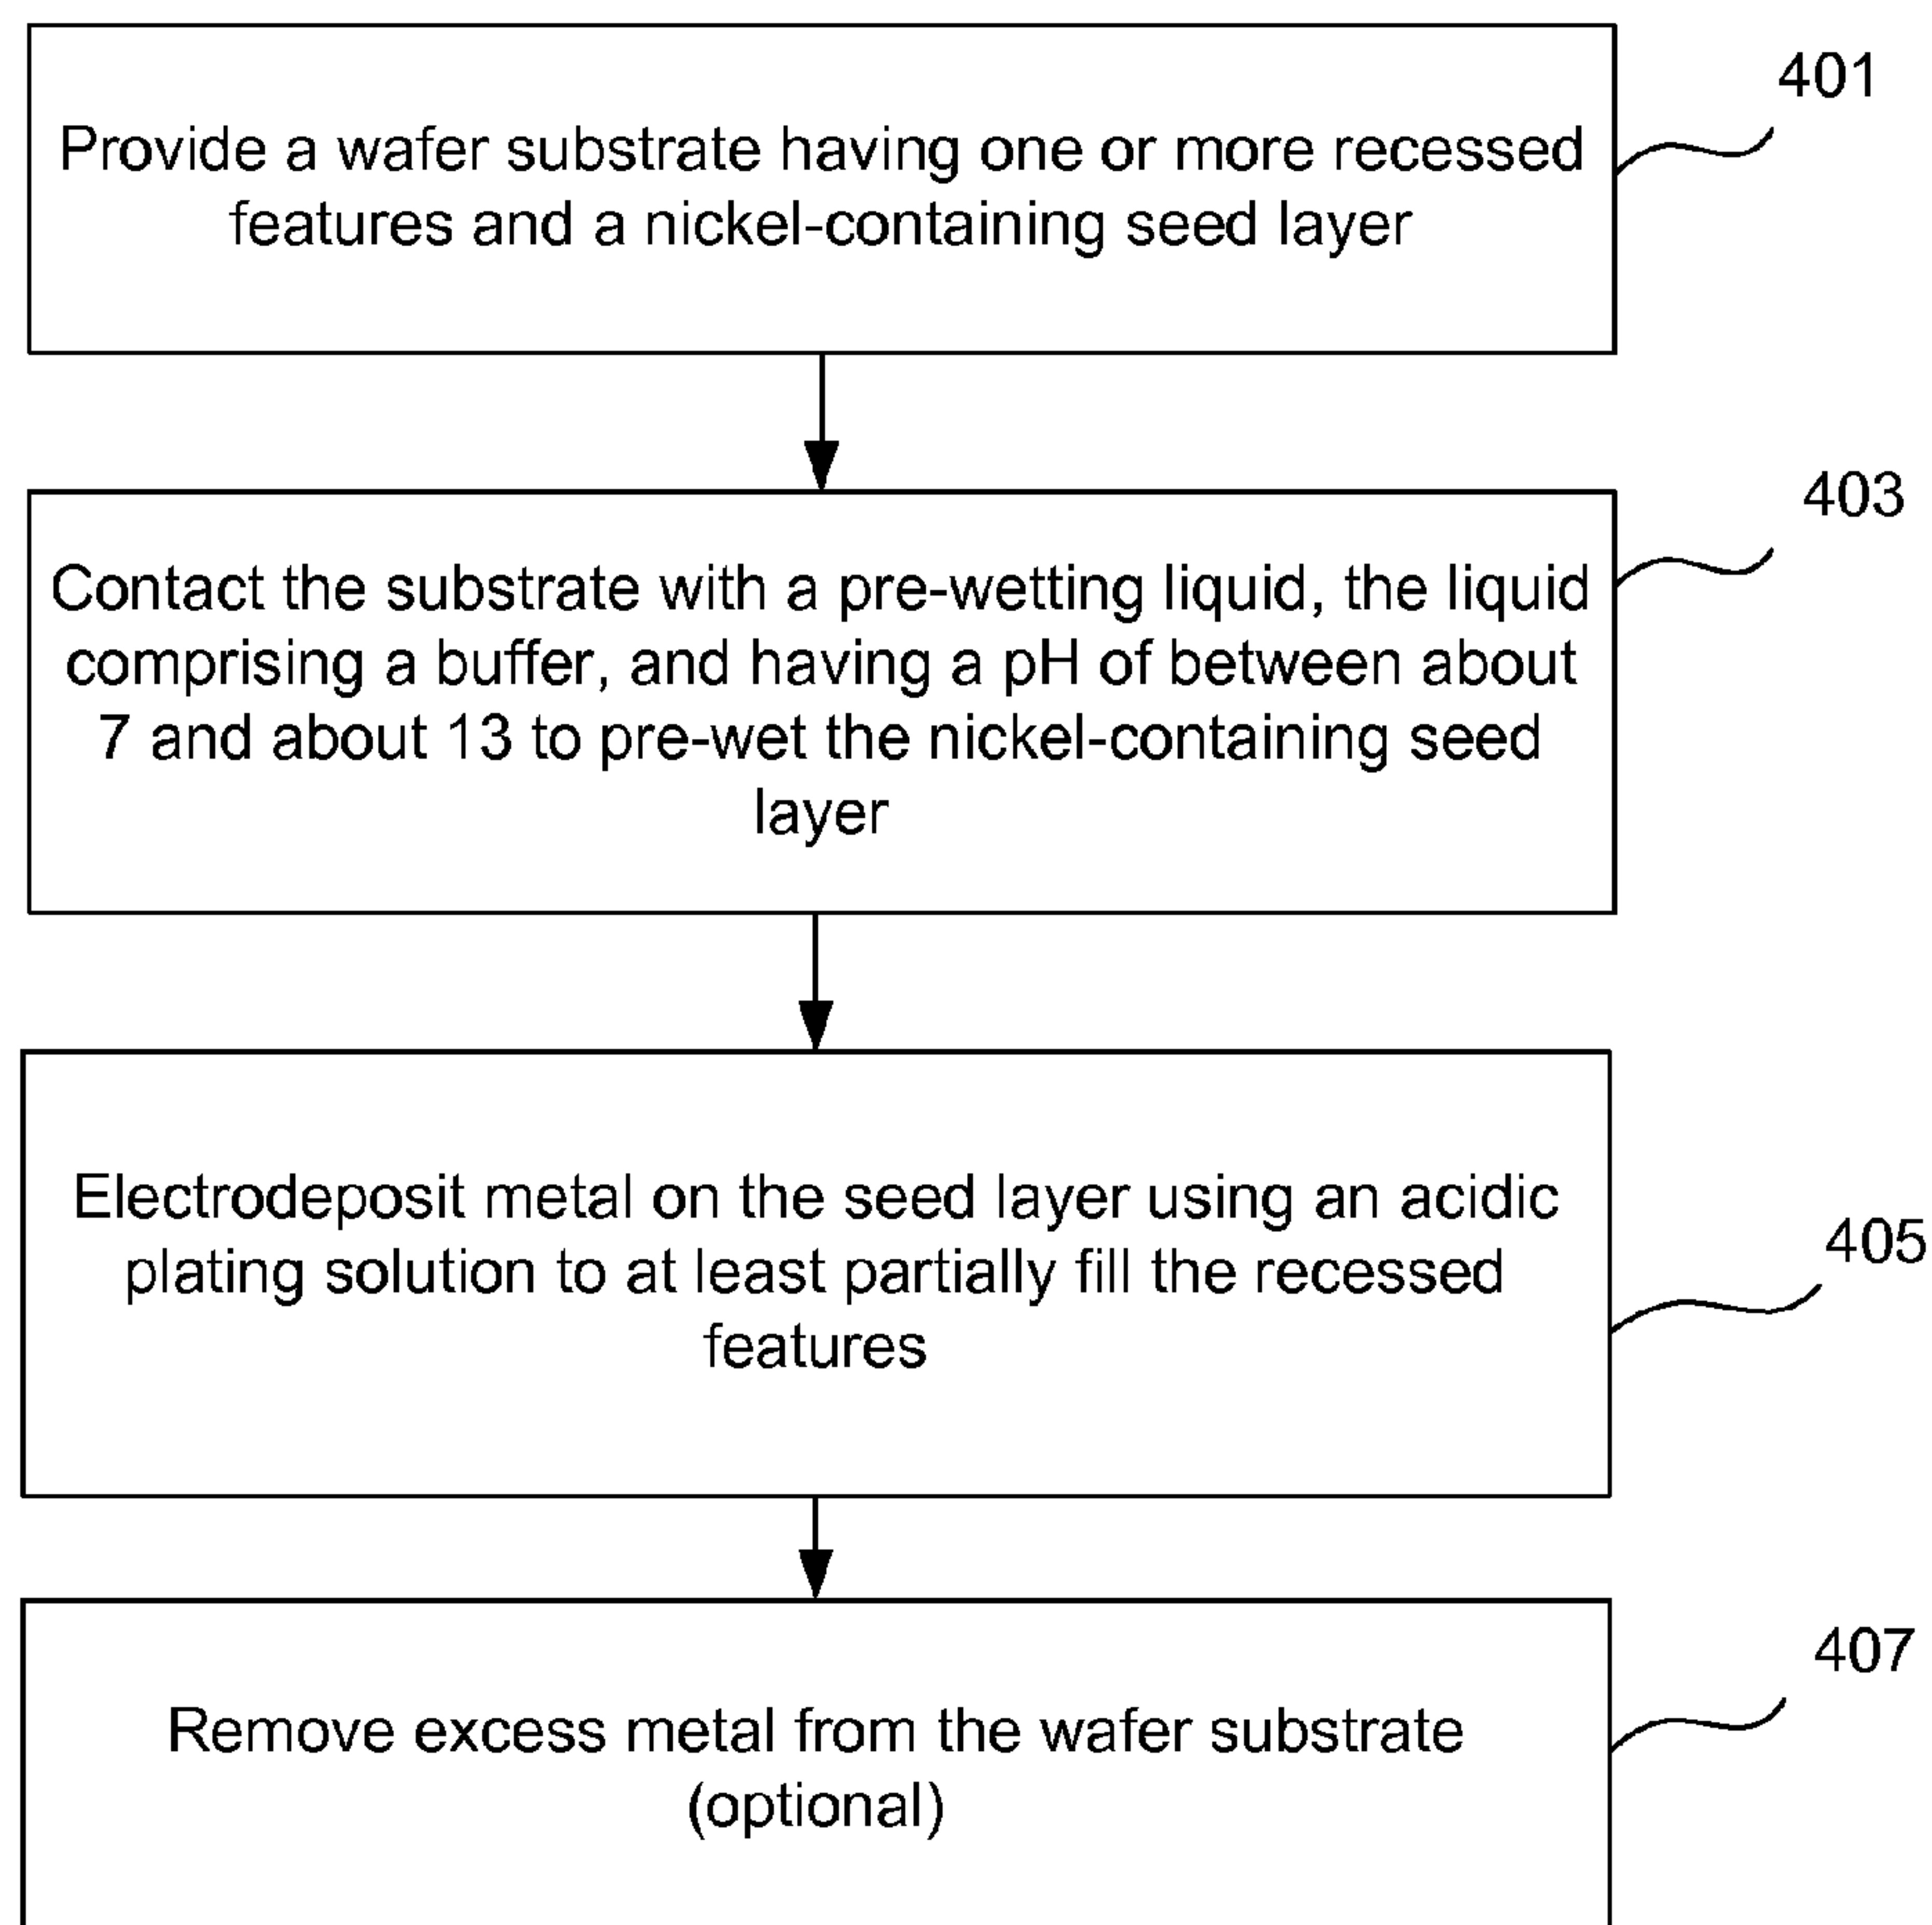 401
Provide a wafer substrate having one or more recessed
features and a nickel-containing seed layer
403
Contact the substrate with a pre-wetting liquid, the liquid
comprising a buffer, and having a pH of between about
7 and about 13 to pre-wet the nickel-containing seed
layer
Electrodeposit metal on the seed layer using an acidic
plating solution to at least partially fill the recessed
features
405
407
Remove excess metal from the wafer substrate
(optional)